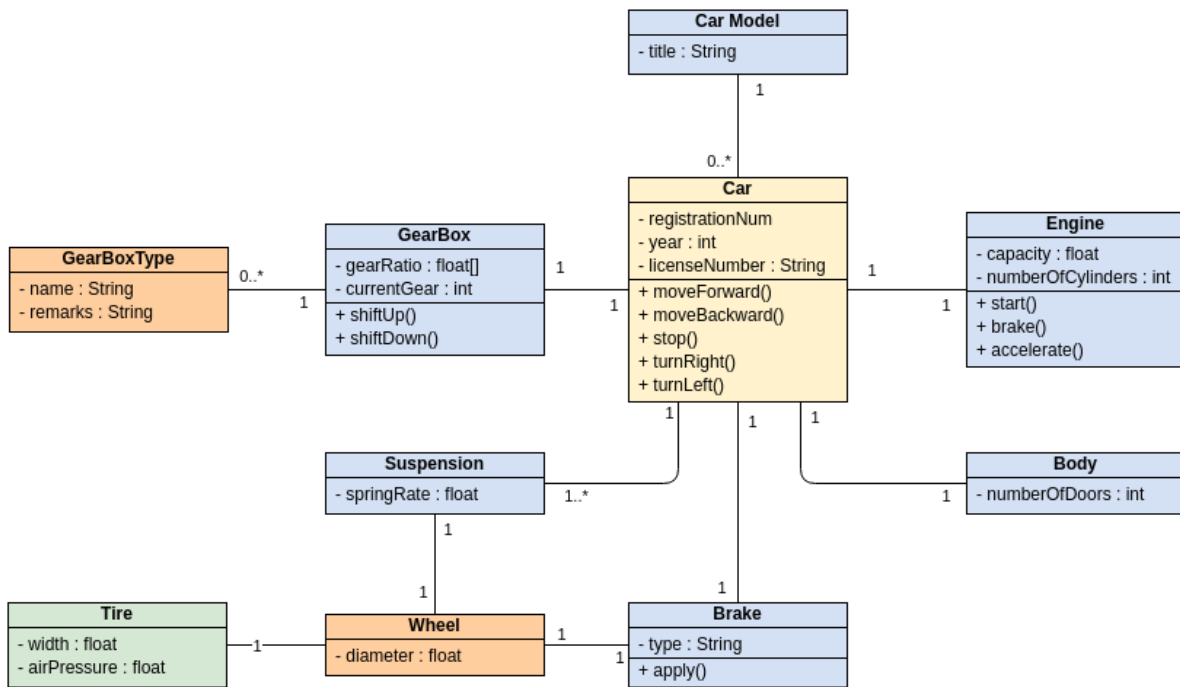 Car Model
- title : String
1
0..*
Car
- registrationNum
- year : int
- licenseNumber : String
+ moveForward()
+ moveBackward()
+ stop()
+ turnRight()
+ turnLeft()
GearBoxType
- name : String
- remarks : String
0..*
1
GearBox
- gearRatio : float[]
- currentGear : int
+ shiftUp()
+ shiftDown()
1
1
1
1
Engine
- capacity : float
- numberOfCylinders : int
+ start()
+ brake()
+ accelerate()
1
1
1
Suspension
- springRate : float
1..*
1
Body
- numberOfDoors : int
1
1
1
Tire
- width : float
- airPressure : float
1
Wheel
- diameter : float
1
1
Brake
- type : String
+ apply()